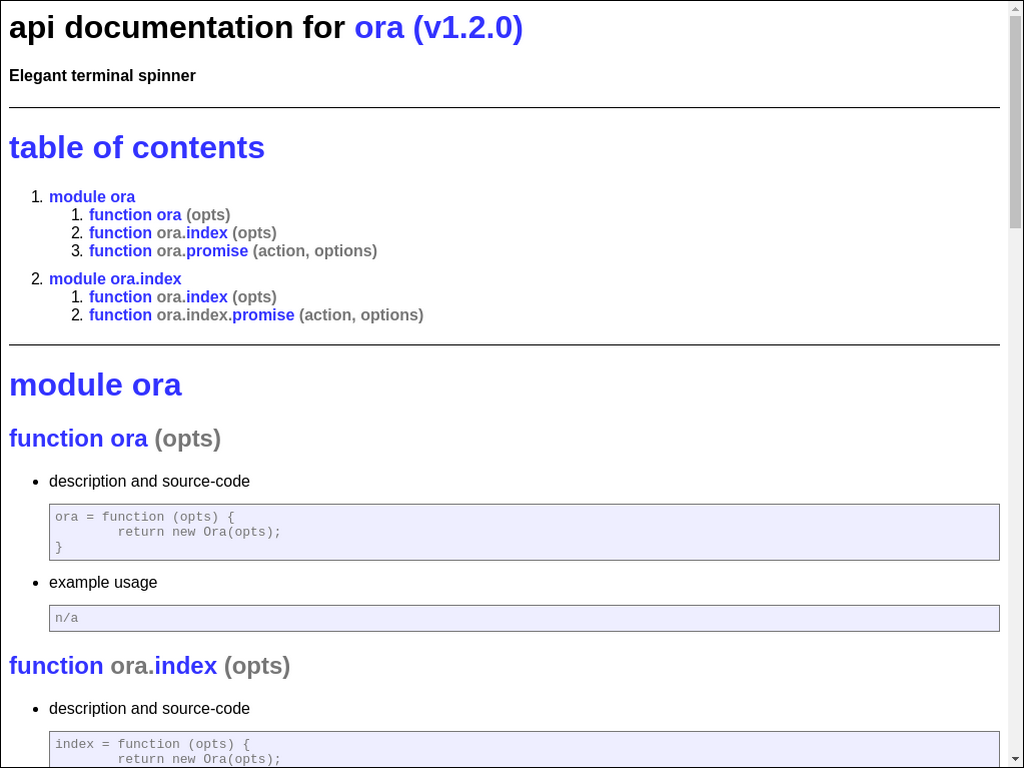 api documentation for ora (v1.2.0)
Elegant terminal spinner
table of contents
1. module ora
1. function ora (opts)
2. function ora.index (opts)
3. function ora.promise (action, options)
2. module ora.index
1. function ora.index (opts)
2. function ora.index.promise (action, options)
module ora
function ora (opts)
• description and source-code
ora = function (opts) {
        return new Ora(opts);
}
• example usage
n/a
function ora.index (opts)
• description and source-code
index = function (opts) {
        return new Ora(opts);